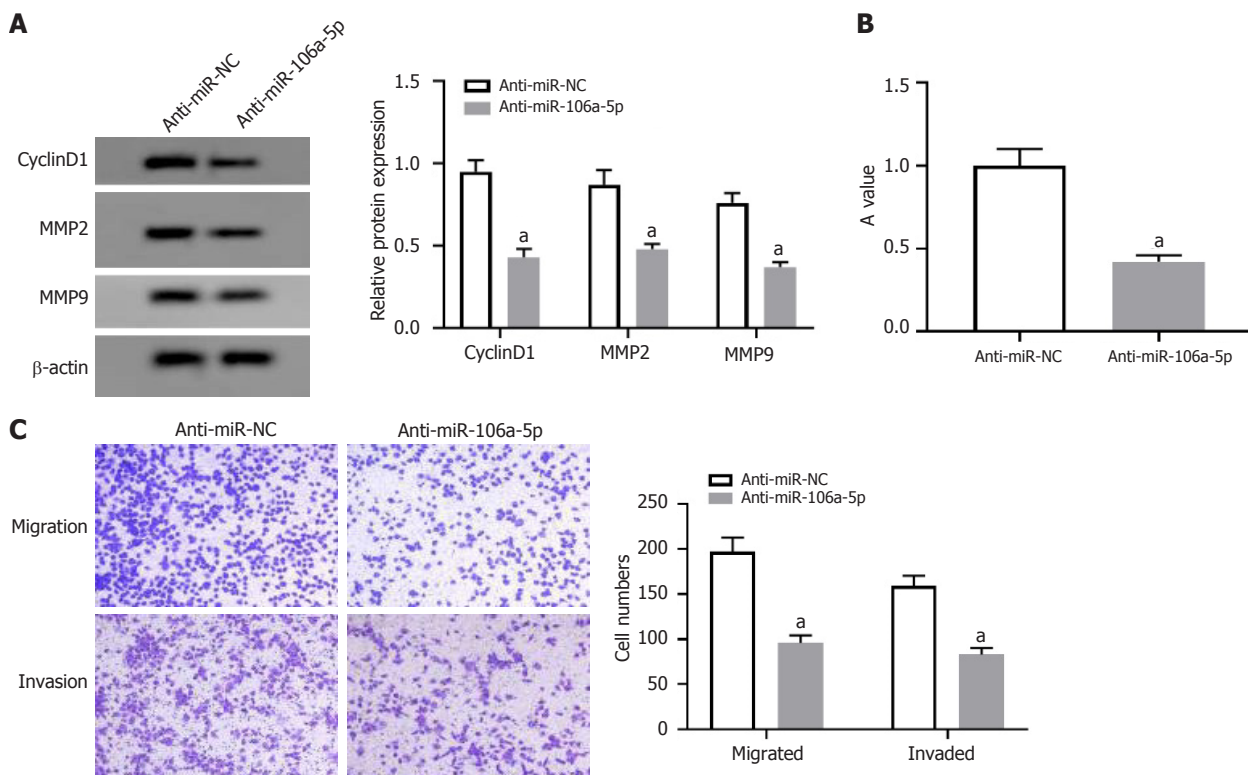 A
Anti-miR-NC
Anti-miR-106a-5p
CyclinD1
MMP2
MMP9
β-actin
Relative protein expression
1.5
1.0
0.5
0.0
Anti-miR-NC
Anti-miR-106a-5p
a
a
a
CyclinD1
MMP2
MMP9
B
A value
1.5
1.0
0.5
0.0
a
Anti-miR-NC
Anti-miR-106a-5p
C
Anti-miR-NC
Anti-miR-106a-5p
Migration
Invasion
Cell numbers
250
200
150
100
50
0
Anti-miR-NC
Anti-miR-106a-5p
a
a
Migrated
Invaded